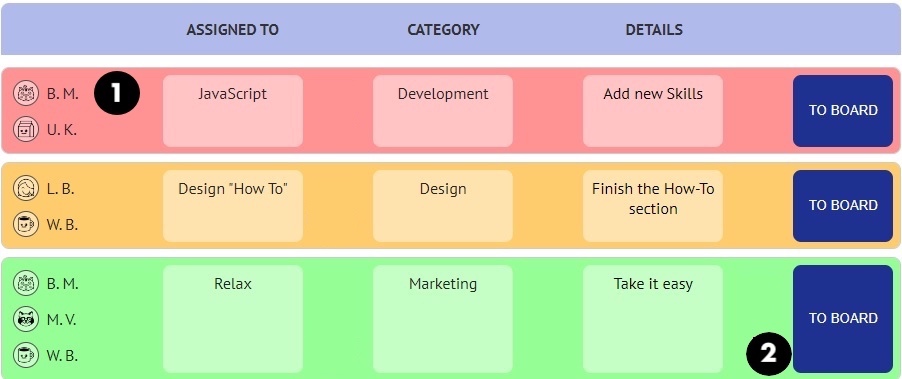 ASSIGNED TO CATEGORY DETAILS
B. M. 1 JavaScript Development Add new Skills TO BOARD
U. K.
L. B. Design "How To" Design Finish the How-To section TO BOARD
W. B.
B. M. Relax Marketing Take it easy TO BOARD
M. V.
W. B. 2